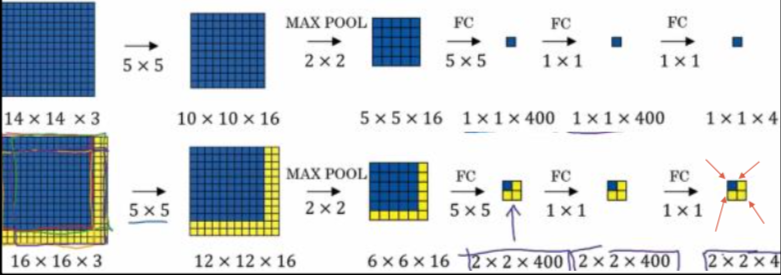 MAX POOL FC FC FC
5 × 5 2 × 2 5 × 5 1 × 1 1 × 1
14 × 14 × 3 10 × 10 × 16 5 × 5 × 16 1 × 1 × 400 1 × 1 × 400 1 × 1 × 4
MAX POOL FC FC FC
5 × 5 2 × 2 5 × 5 1 × 1 1 × 1
16 × 16 × 3 12 × 12 × 16 6 × 6 × 16 2 × 2 × 400 2 × 2 × 400 2 × 2 × 4